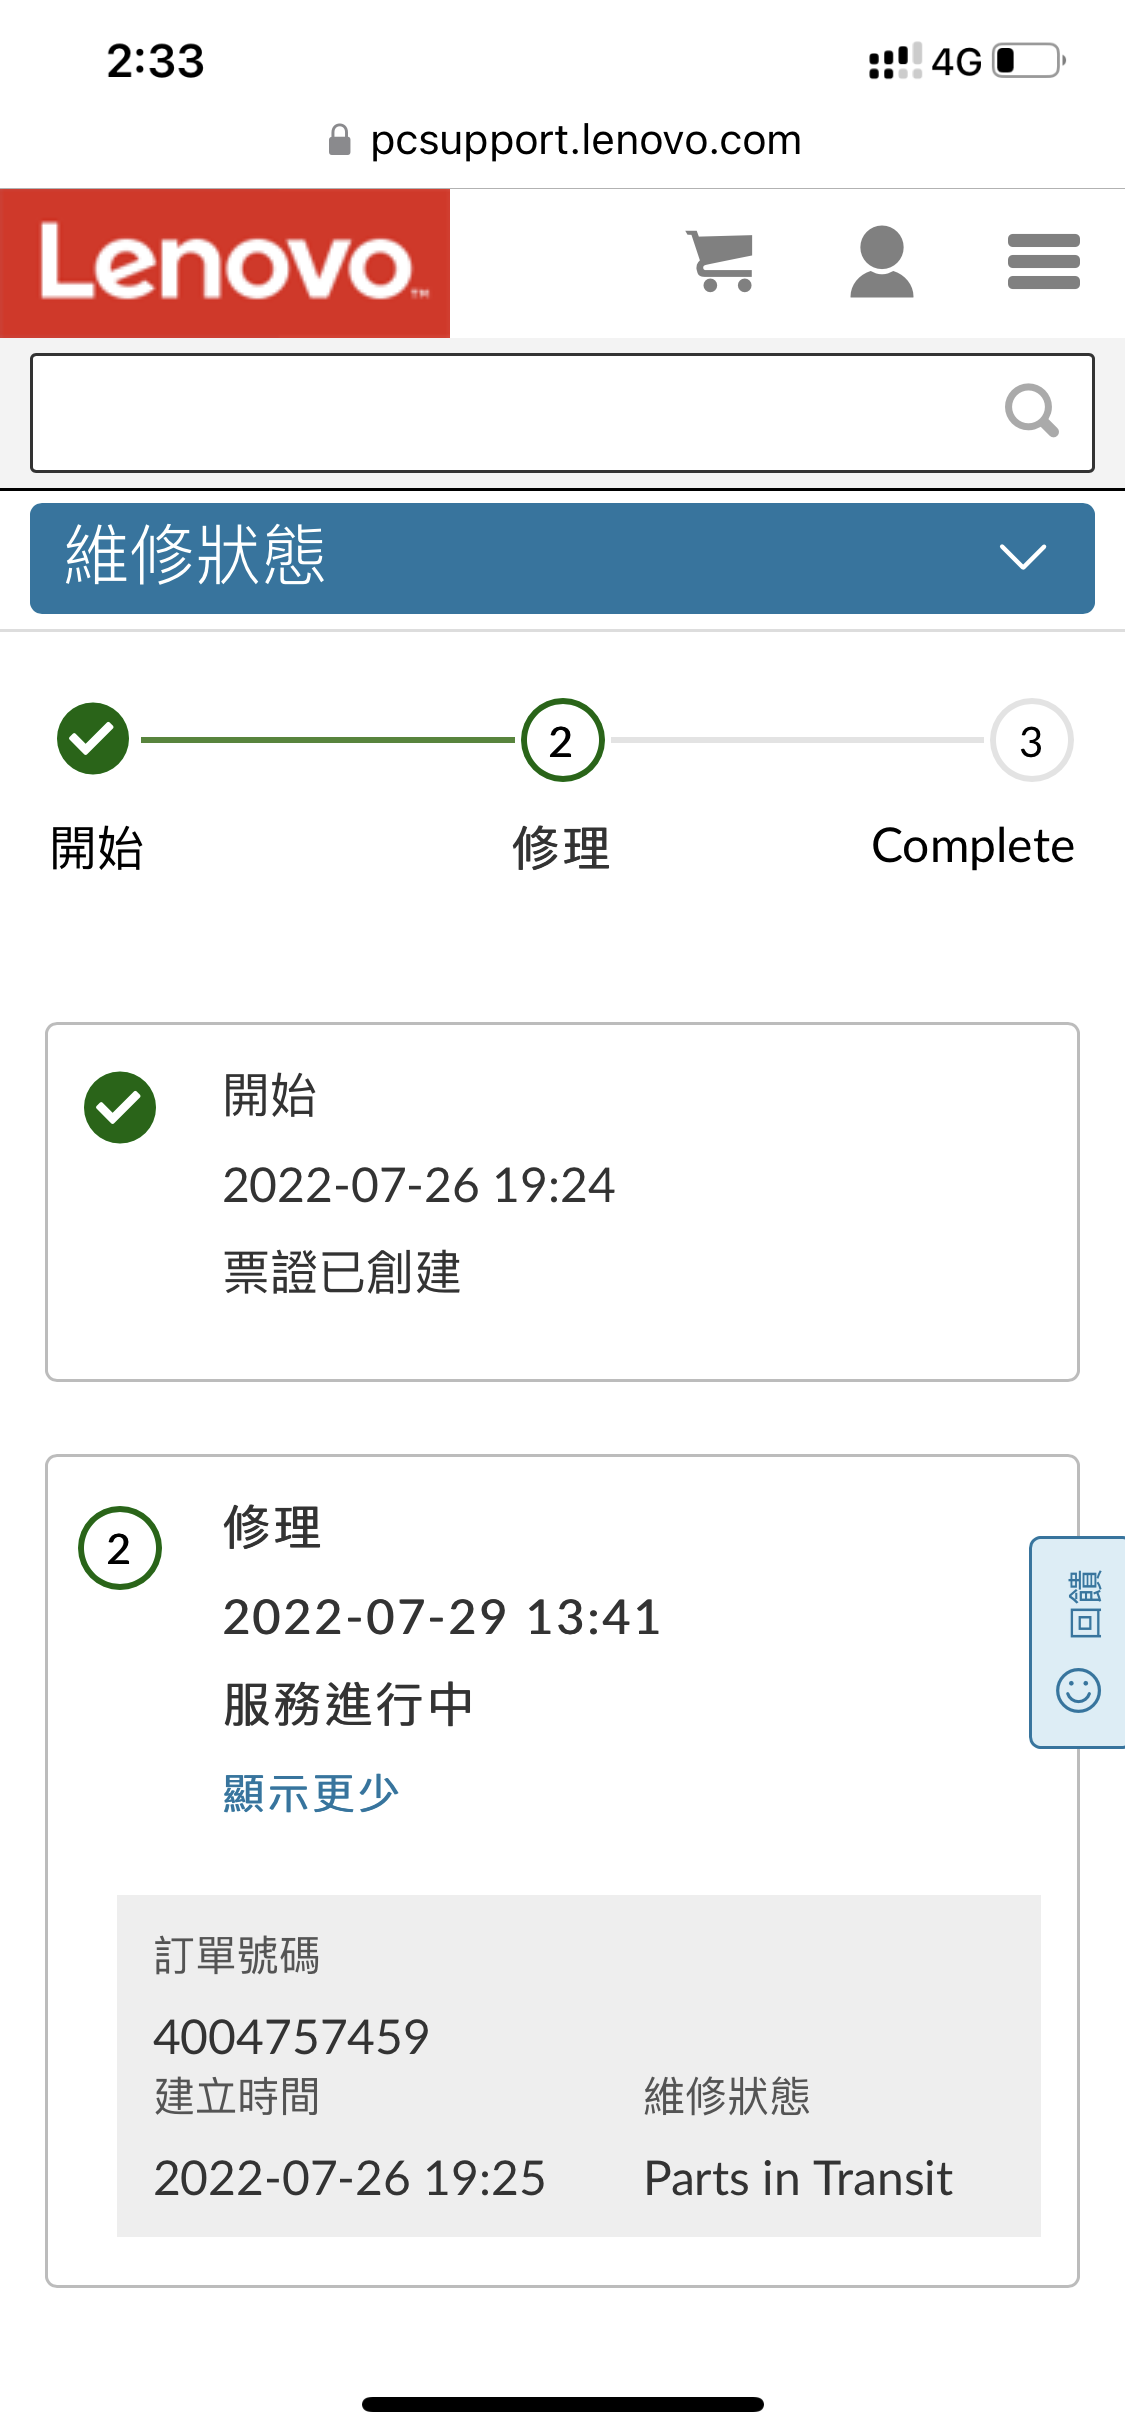 2:33
4G
pcsupport.lenovo.com
Lenovo™
維修狀態
2
3
開始
修理
Complete
開始
2022-07-26 19:24
票證已創建
2
修理
2022-07-29 13:41
服務進行中
顯示更少
回饋
訂單號碼
4004757459
建立時間
維修狀態
2022-07-26 19:25
Parts in Transit